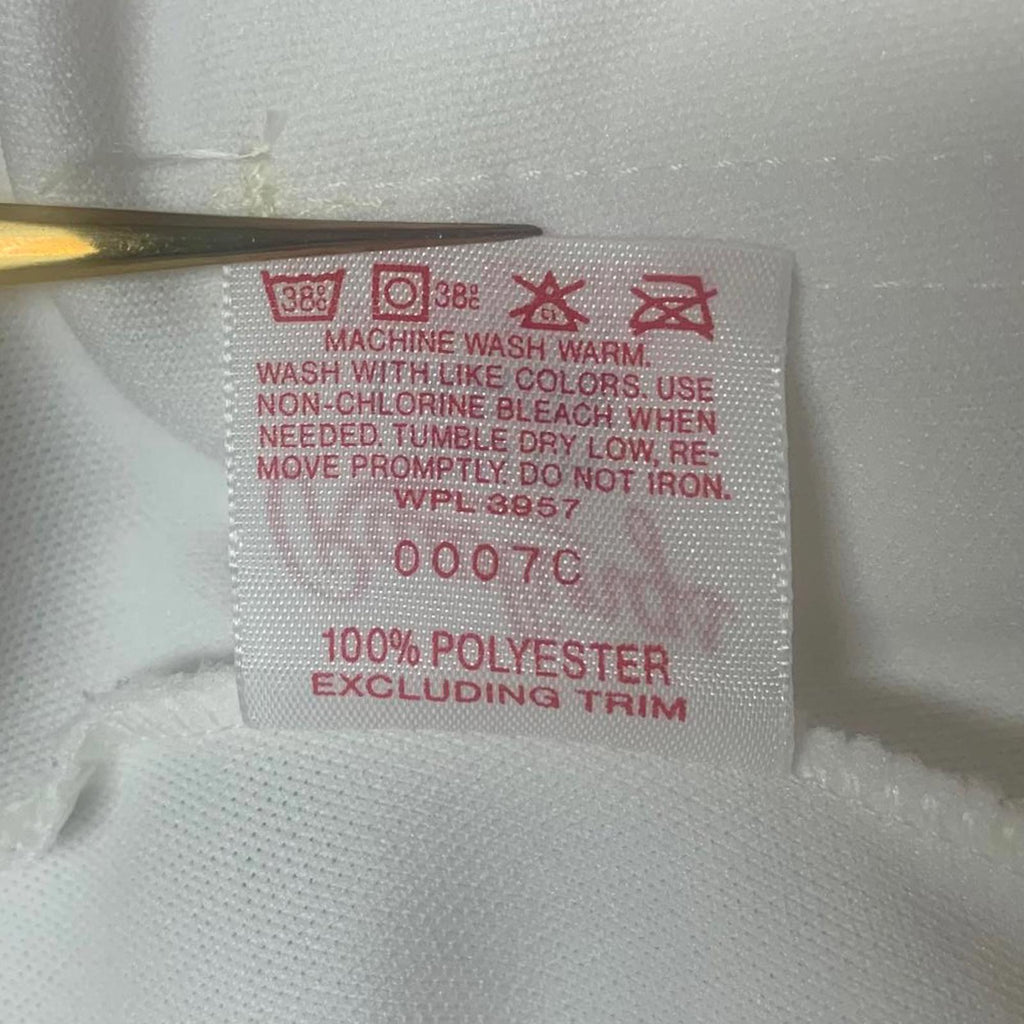 38°C 38°C CL
MACHINE WASH WARM.
WASH WITH LIKE COLORS. USE
NON-CHLORINE BLEACH WHEN
NEEDED. TUMBLE DRY LOW, RE-
MOVE PROMPTLY. DO NOT IRON.
WPL 3957
0007C
100% POLYESTER
EXCLUDING TRIM